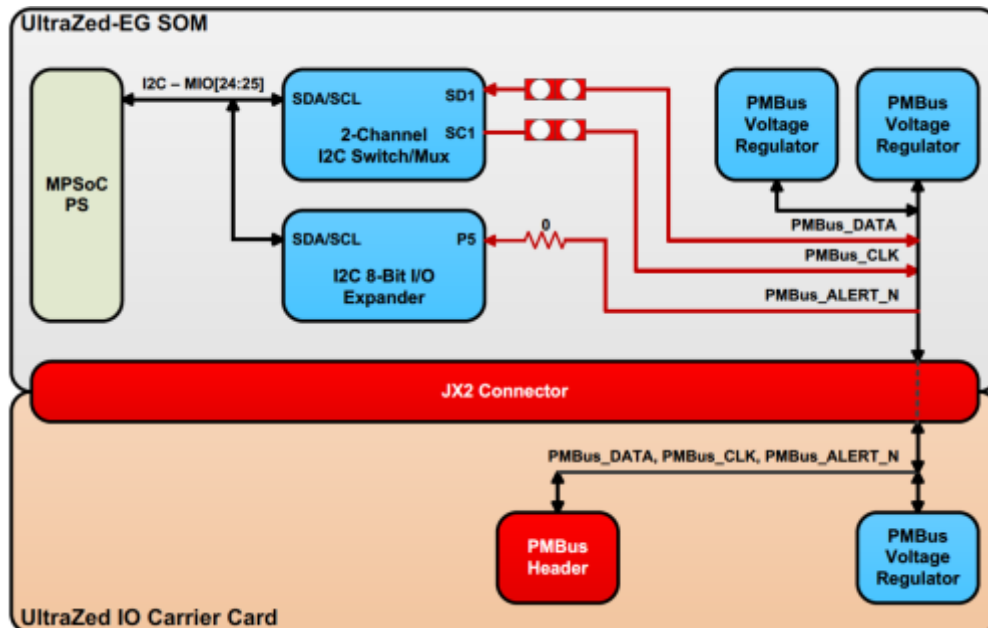 UltraZed-EG SOM
I2C – MIO[24:25]
MPSoC
PS
SDA/SCL
SD1
2-Channel
SC1
I2C Switch/Mux
SDA/SCL
P5
I2C 8-Bit I/O
Expander
0
PMBus
Voltage
Regulator
PMBus
Voltage
Regulator
PMBus_DATA
PMBus_CLK
PMBus_ALERT_N
JX2 Connector
PMBus_DATA, PMBus_CLK, PMBus_ALERT_N
PMBus
Header
PMBus
Voltage
Regulator
UltraZed IO Carrier Card